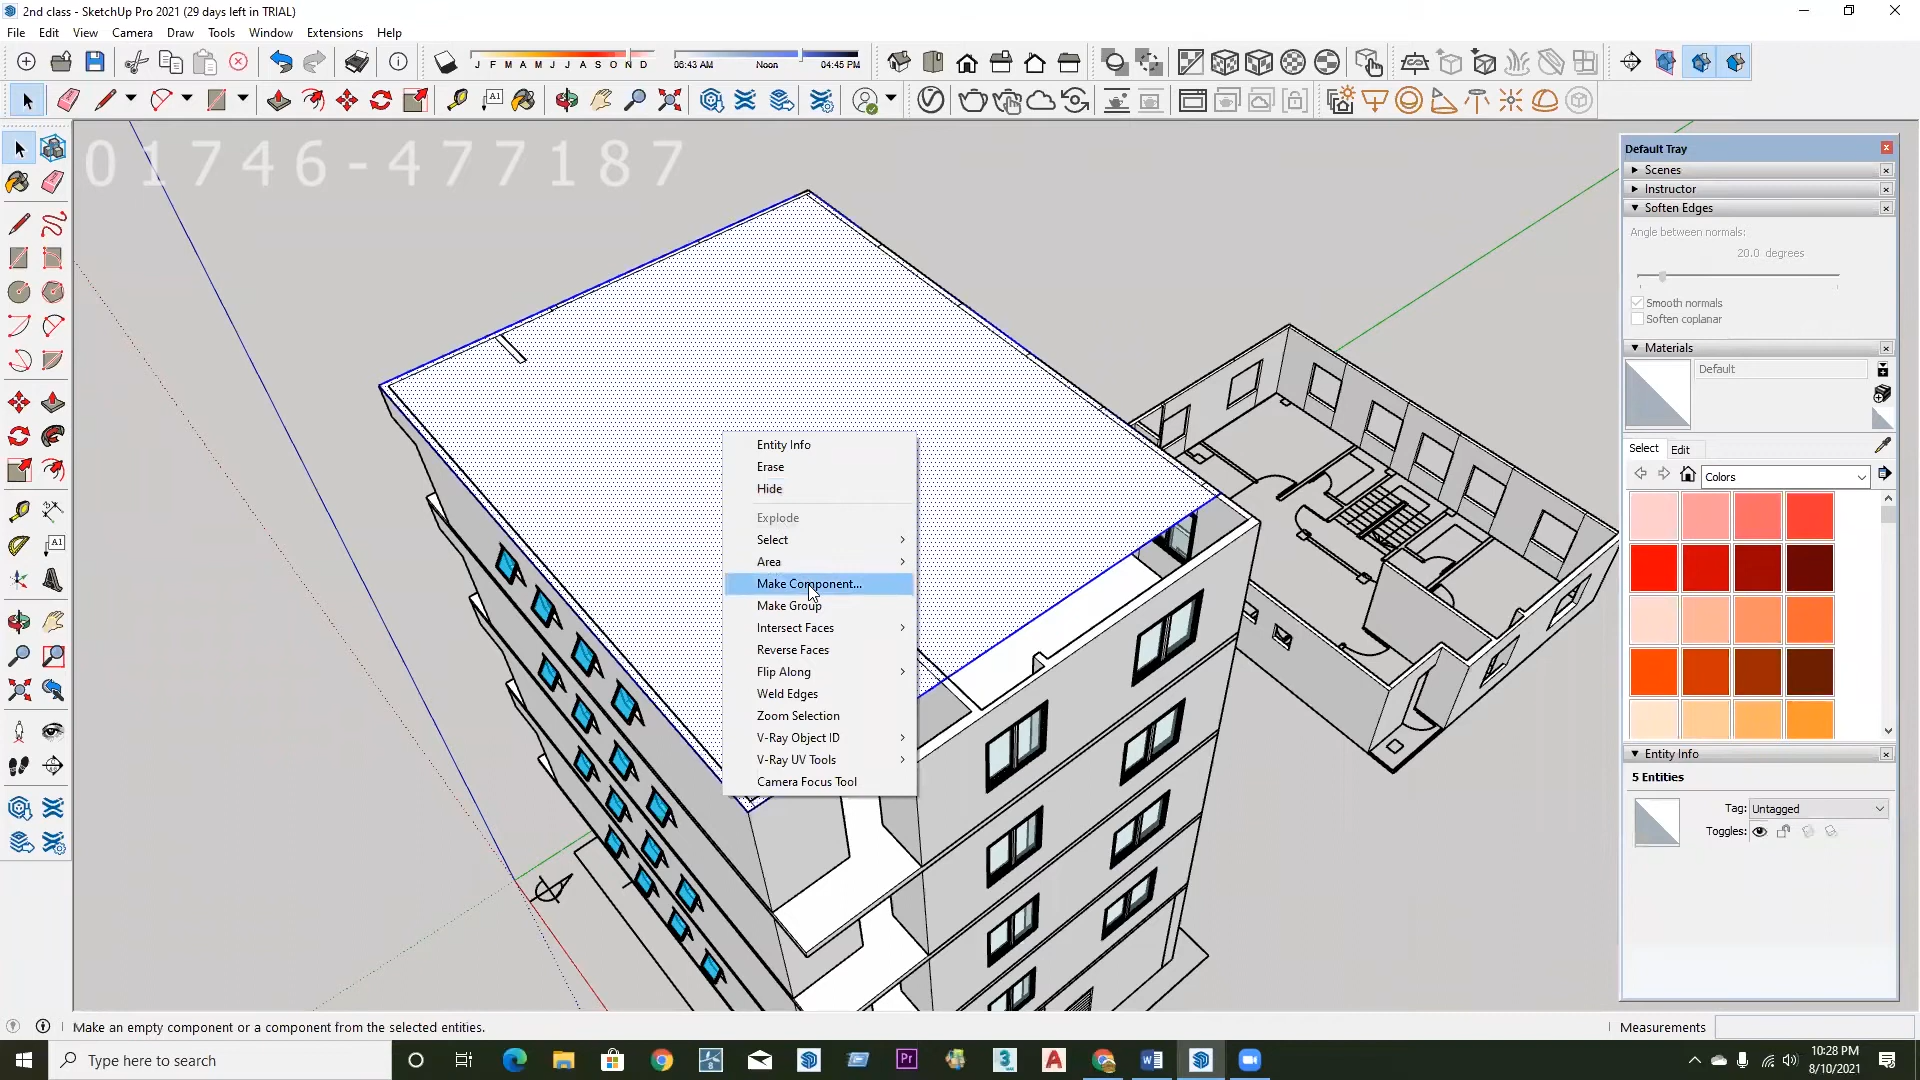 2nd class - SketchUp Pro 2021 (29 days left in TRIAL)
File Edit View Camera Draw Tools Window Extensions Help
J F M A M J J A S O N D 06:43 AM Noon 04:45 PM
01746-477187
Default Tray
Scenes
Instructor
Soften Edges
Angle between normals:
20.0 degrees
Smooth normals
Soften coplanar
Materials
Default
Select Edit
Colors
Entity Info
5 Entities
Tag: Untagged
Toggles:
Entity Info
Erase
Hide
Explode
Select
Area
Make Component...
Make Group
Intersect Faces
Reverse Faces
Flip Along
Weld Edges
Zoom Selection
V-Ray Object ID
V-Ray UV Tools
Camera Focus Tool
Make an empty component or a component from the selected entities.
Measurements
Type here to search
10:28 PM
8/10/2021